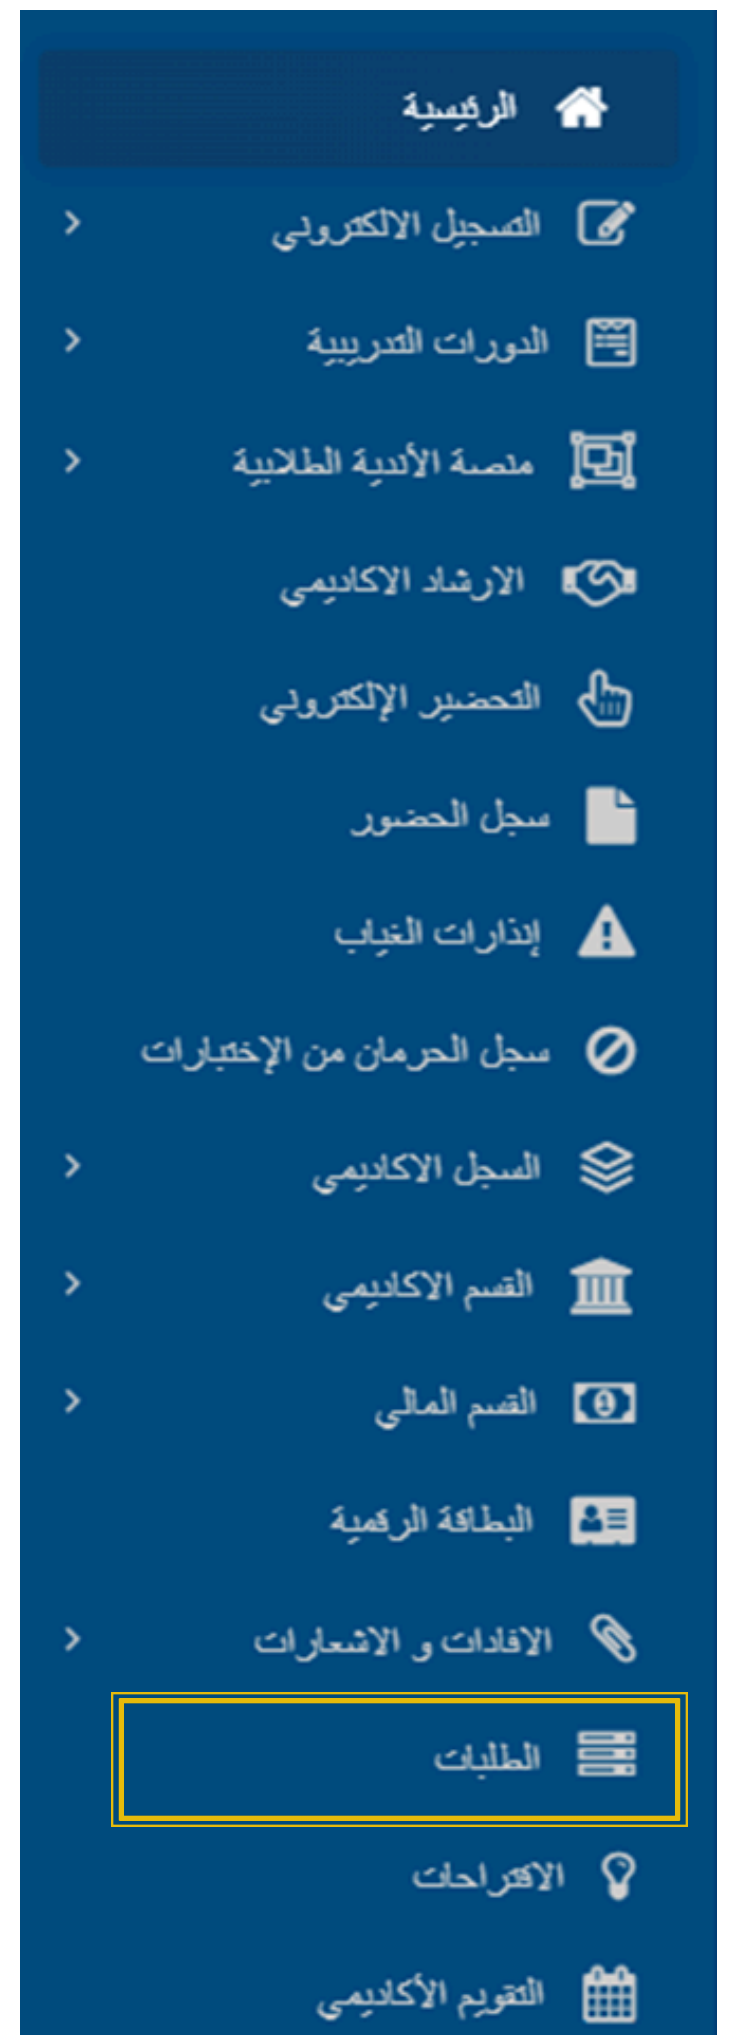 الرئيسية
التسجيل الالكتروني
الدورات التدريبية
منصة الأندية الطلابية
الارشاد الاكاديمي
التحضير الإلكتروني
سجل الحضور
إنذارات الغياب
سجل الحرمان من الإختبارات
السجل الاكاديمي
القسم الاكاديمي
القسم المالي
البطاقة الرقمية
الافادات و الاشعارات
الطلبات
الاقتراحات
التقويم الأكاديمي